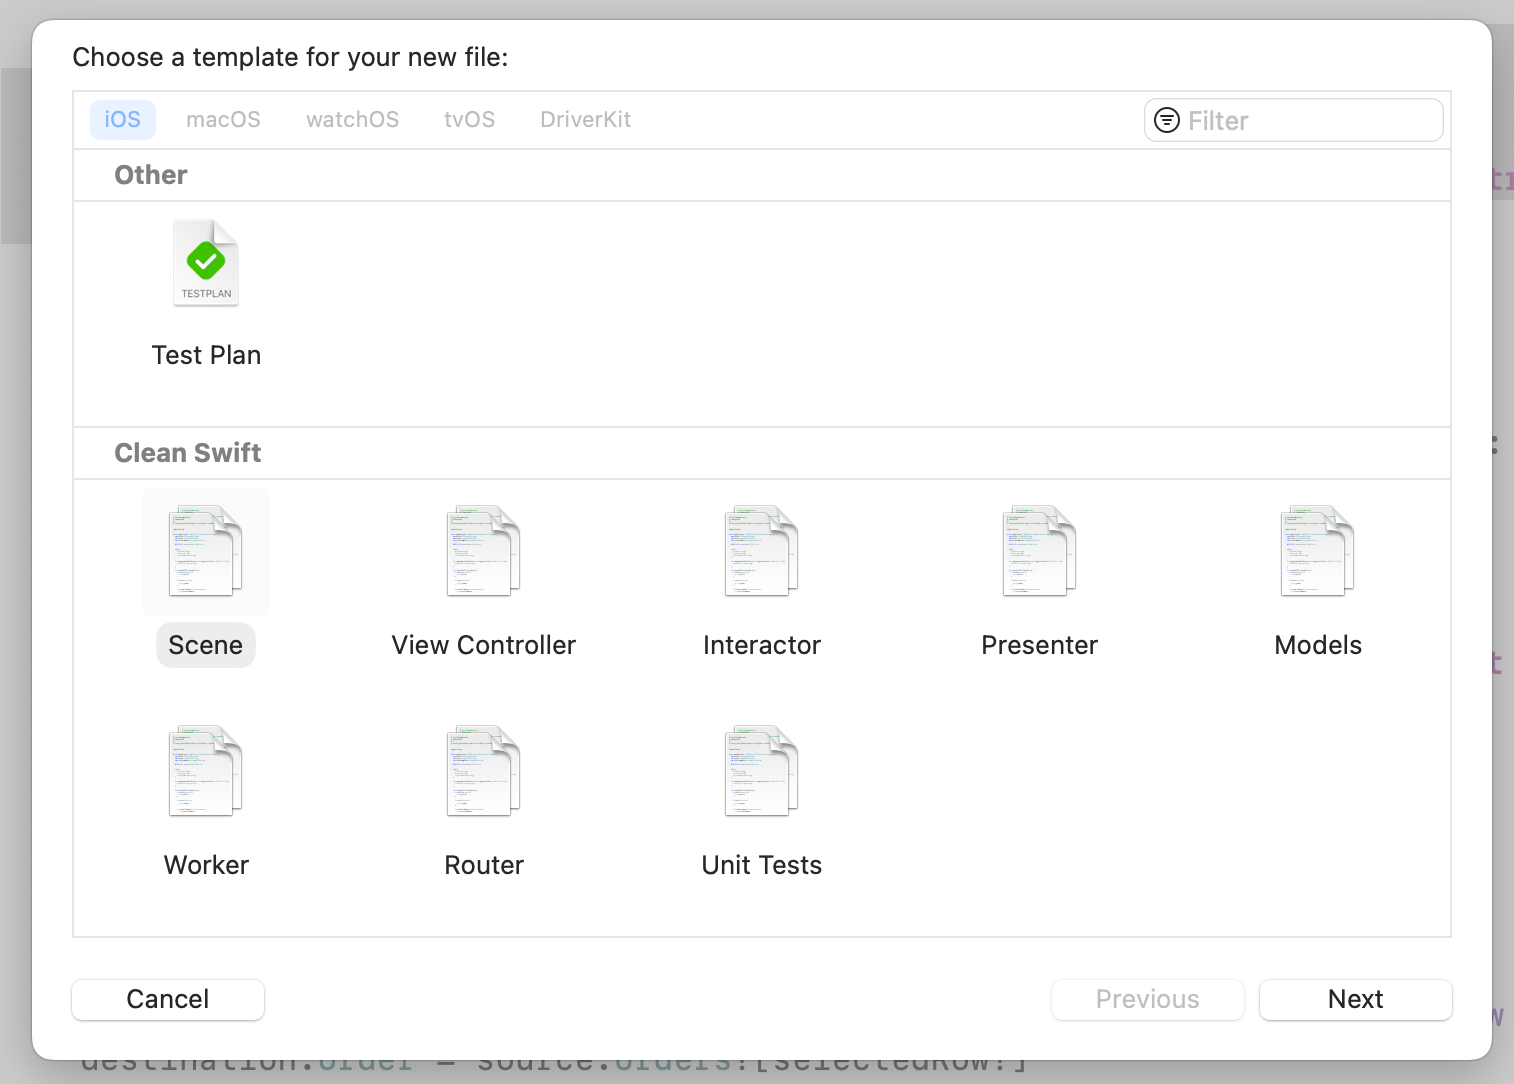 Choose a template for your new file:
iOS macOS watchOS tvOS DriverKit Filter
Other
TESTPLAN
Test Plan
Clean Swift
Scene View Controller Interactor Presenter Models
Worker Router Unit Tests
Cancel Previous Next
destination.order = source.orders?[selectedRow!]